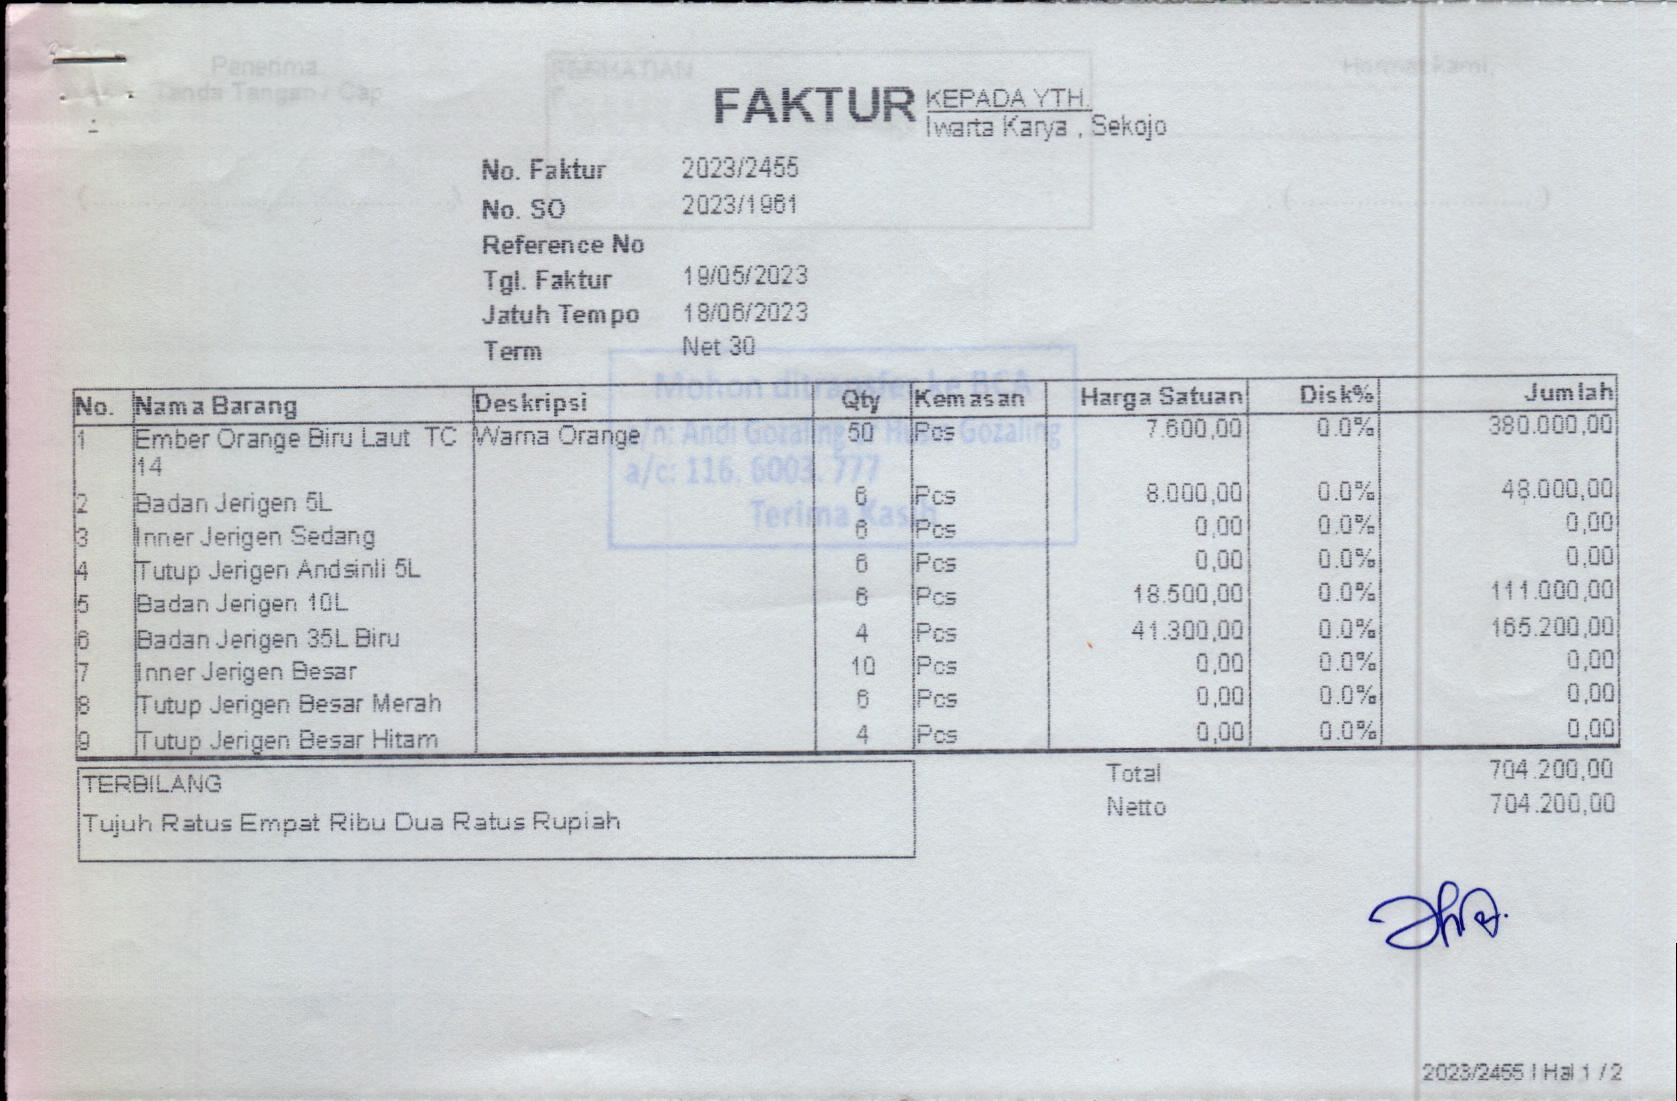 Penerima
Tanda Tangan / Cap
PERHATIAN
Hormat kami,
FAKTUR
KEPADA YTH.
Iwarta Karya , Sekojo
No. Faktur 2023/2455
No. SO 2023/1961
Reference No
Tgl. Faktur 19/05/2023
Jatuh Tempo 18/06/2023
Term Net 30
Mohon ditransfer ke BCA
a/n: Andi Gozaling / Gozaling
a/c: 116. 6003. 777
Terima Kasih
No. Nama Barang Deskripsi Qty Kemasan Harga Satuan Disk% Jumlah
1 Ember Orange Biru Laut TC 14 Warna Orange 50 Pcs 7.600,00 0.0% 380.000,00
2 Badan Jerigen 5L 6 Pcs 8.000,00 0.0% 48.000,00
3 Inner Jerigen Sedang 6 Pcs 0,00 0.0% 0,00
4 Tutup Jerigen Andsinli 5L 6 Pcs 0,00 0.0% 0,00
5 Badan Jerigen 10L 6 Pcs 18.500,00 0.0% 111.000,00
6 Badan Jerigen 35L Biru 4 Pcs 41.300,00 0.0% 165.200,00
7 Inner Jerigen Besar 10 Pcs 0,00 0.0% 0,00
8 Tutup Jerigen Besar Merah 6 Pcs 0,00 0.0% 0,00
9 Tutup Jerigen Besar Hitam 4 Pcs 0,00 0.0% 0,00
TERBILANG
Tujuh Ratus Empat Ribu Dua Ratus Rupiah
Total 704.200,00
Netto 704.200,00
2023/2455 | Hal 1 / 2